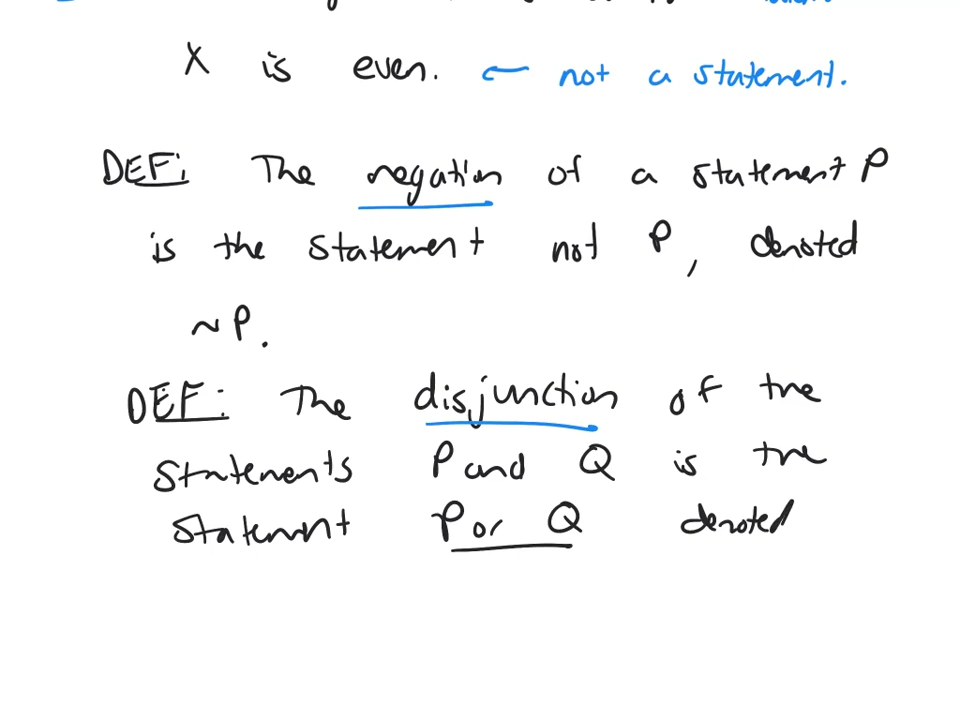 X is even. ← not a statement.
DEF: The negation of a statement P
is the statement not P, denoted
~P.
DEF: The disjunction of the
statements P and Q is the
statement P or Q denoted